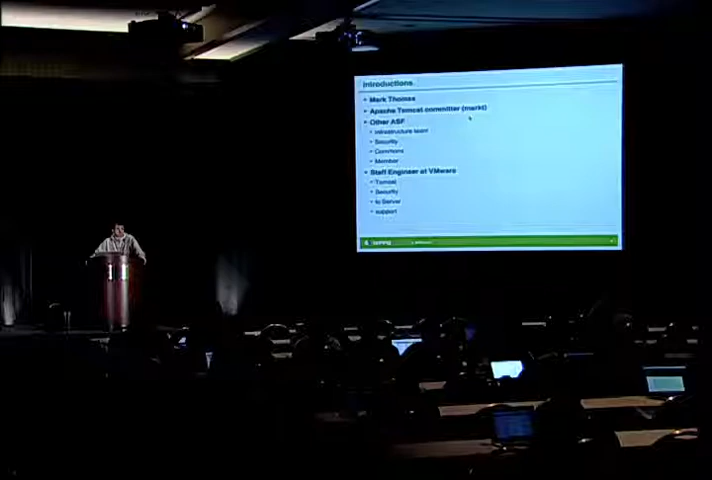 Introductions
Mark Thomas
Apache Tomcat committer (markt)
Other ASF
Infrastructure team
Security
Commons
Member
Staff Engineer at VMware
Tomcat
Security
tc Server
support